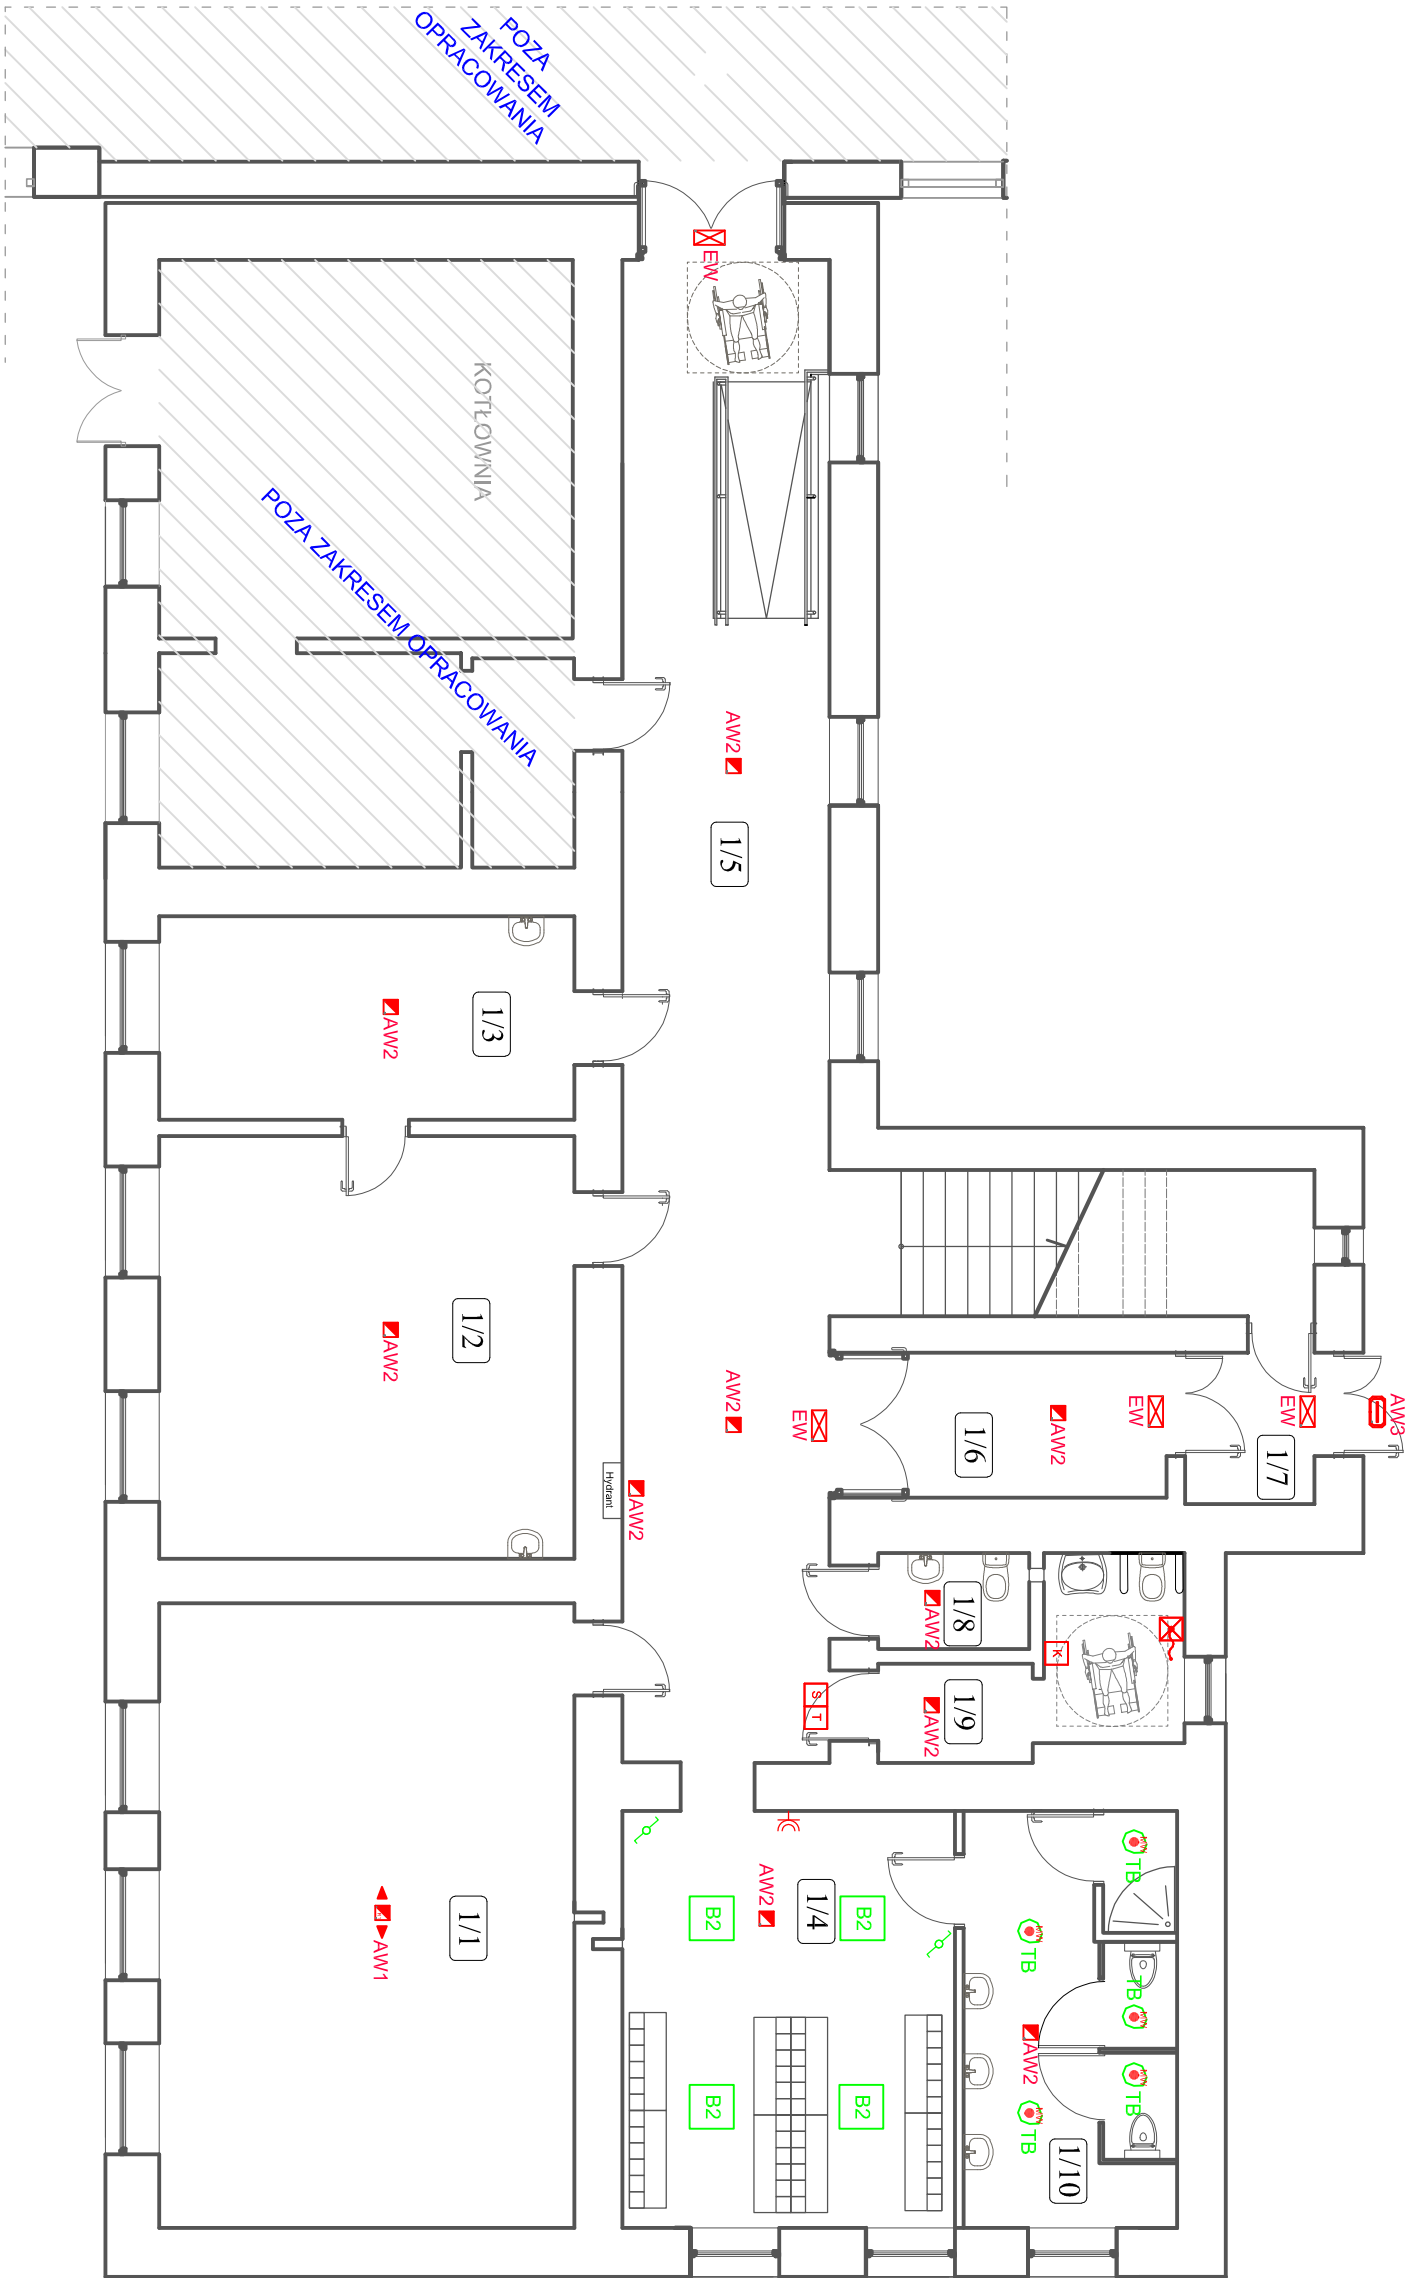 POZA
ZAKRESEM
OPRACOWANIA
EW
KOTŁOWNIA
POZA ZAKRESEM OPRACOWANIA
AW2
1/5
1/3
AW2
1/2
AW2
AW2
EW
1/6
AW2
EW
EW
1/7
AW3
Hydrant
AW2
1/8
AW2
K
S
T
1/9
AW2
AW2
1/4
B2
B2
B2
B2
1/1
AW1
TB
TB
TB
AW2
TB
TB
1/10